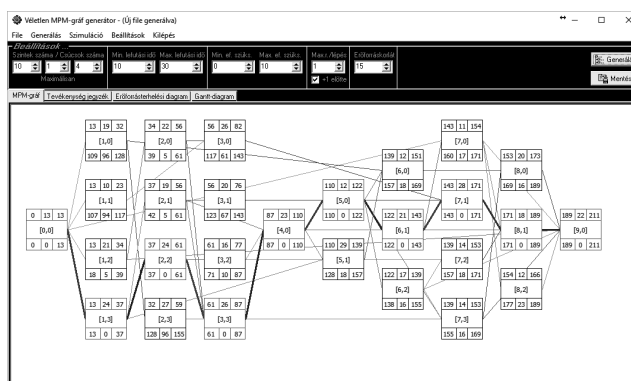 Véletlen MPM-gráf generátor - (Új file generálva)
File Generálás Szimuláció Beállítások Kilépés
Beállítások ...
Szintek száma / Csúcsok száma Min. lefutási idő Max. lefutási idő Min. ef. szüks. Max. ef. szüks. Max.r./lépés Erőforráskorlát
10 1 4 10 30 0 10 1 15
Maximálisan
+1 előlte
Generál
Mentés
MPM-gráf Tevékenység jegyzék Erőforrásterhelési diagram Gantt-diagram
13 19 32 34 22 56 56 26 82 143 11 154
[1,0] [2,0] [3,0] [7,0]
109 96 128 39 5 61 117 61 143 160 17 171
139 12 151 153 20 173
[6,0] [8,0]
157 18 169 169 16 189
13 10 23 37 19 56 56 20 76 110 12 122 143 28 171
[1,1] [2,1] [3,1] [5,0] [7,1]
107 94 117 42 5 61 123 67 143 110 0 122 143 0 171
0 13 13 87 23 110 122 21 143 171 18 189 189 22 211
[0,0] [4,0] [6,1] [8,1] [9,0]
0 0 13 87 0 110 122 0 143 171 0 189 189 0 211
13 21 34 37 24 61 61 16 77 110 29 139 139 14 153
[1,2] [2,2] [3,2] [5,1] [7,2]
18 5 39 37 0 61 71 10 87 128 18 157 157 18 171
122 17 139 154 12 166
[6,2] [8,2]
138 16 155 177 23 189
13 24 37 32 27 59 61 26 87 139 14 153
[1,3] [2,3] [3,3] [7,3]
13 0 37 128 96 155 61 0 87 155 16 169